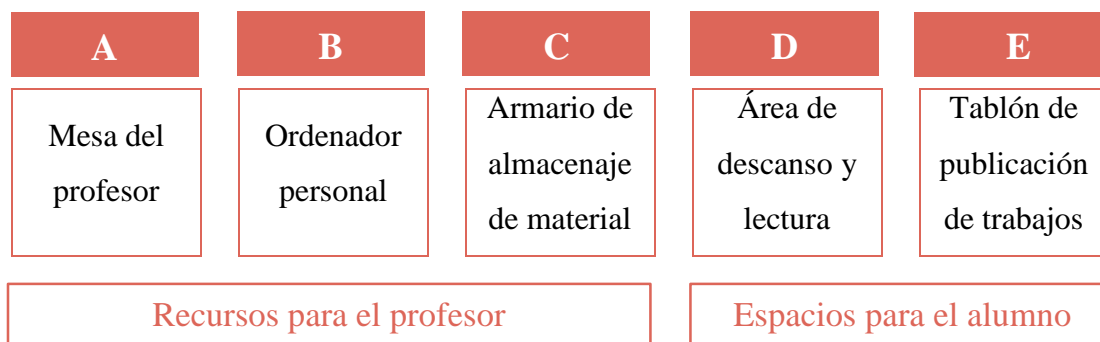 A
B
C
D
E
Mesa del
profesor
Ordenador
personal
Armario de
almacenaje
de material
Área de
descanso y
lectura
Tablón de
publicación
de trabajos
Recursos para el profesor
Espacios para el alumno